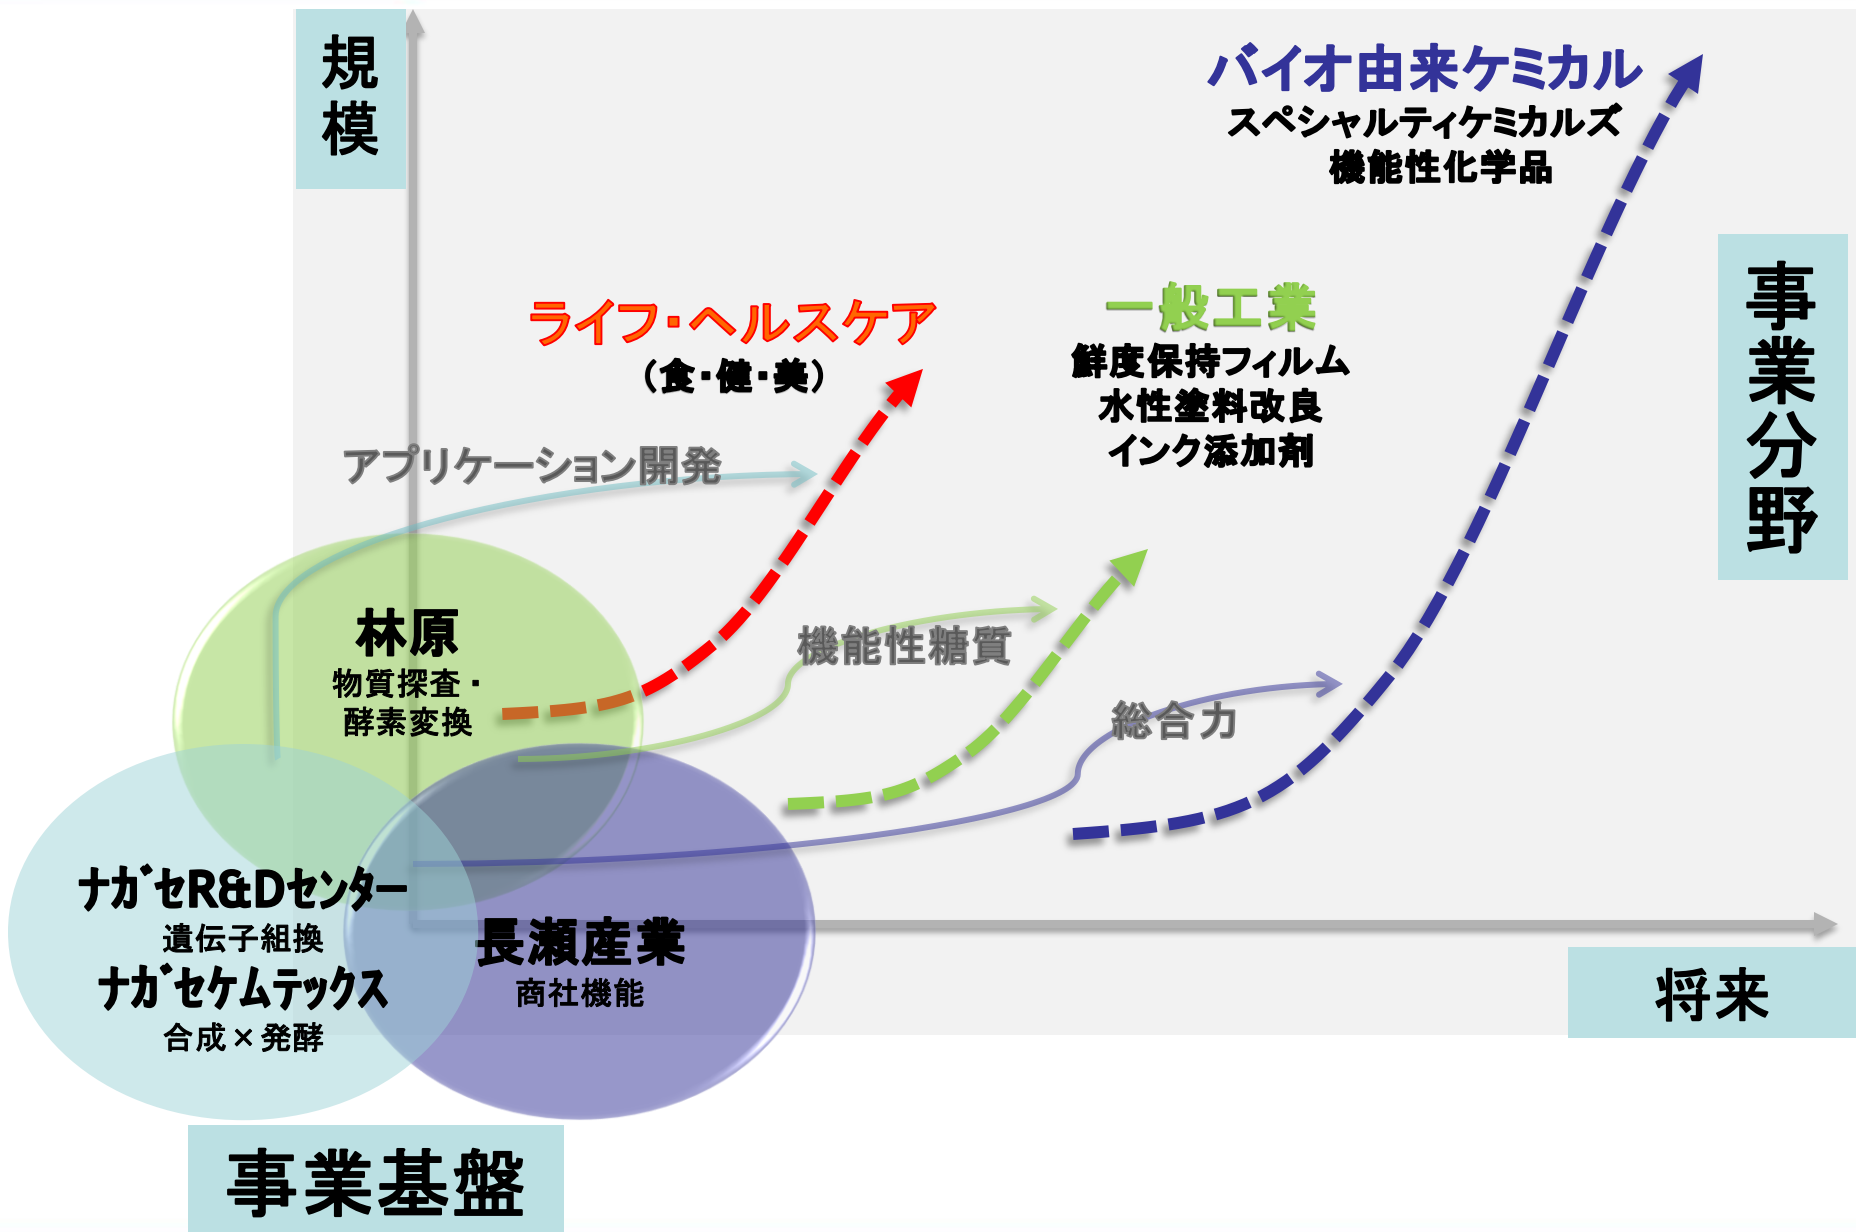 規
模
バイオ由来ケミカル
スペシャルティケミカルズ
機能性化学品
事
業
分
野
ライフ・ヘルスケア
（食・健・美）
一般工業
鮮度保持フィルム
水性塗料改良
インク添加剤
アプリケーション開発
機能性糖質
総合力
林原
物質探査・
酵素変換
ナガセR&Dセンター
遺伝子組換
ナガセケムテックス
合成×発酵
長瀬産業
商社機能
将来
事業基盤